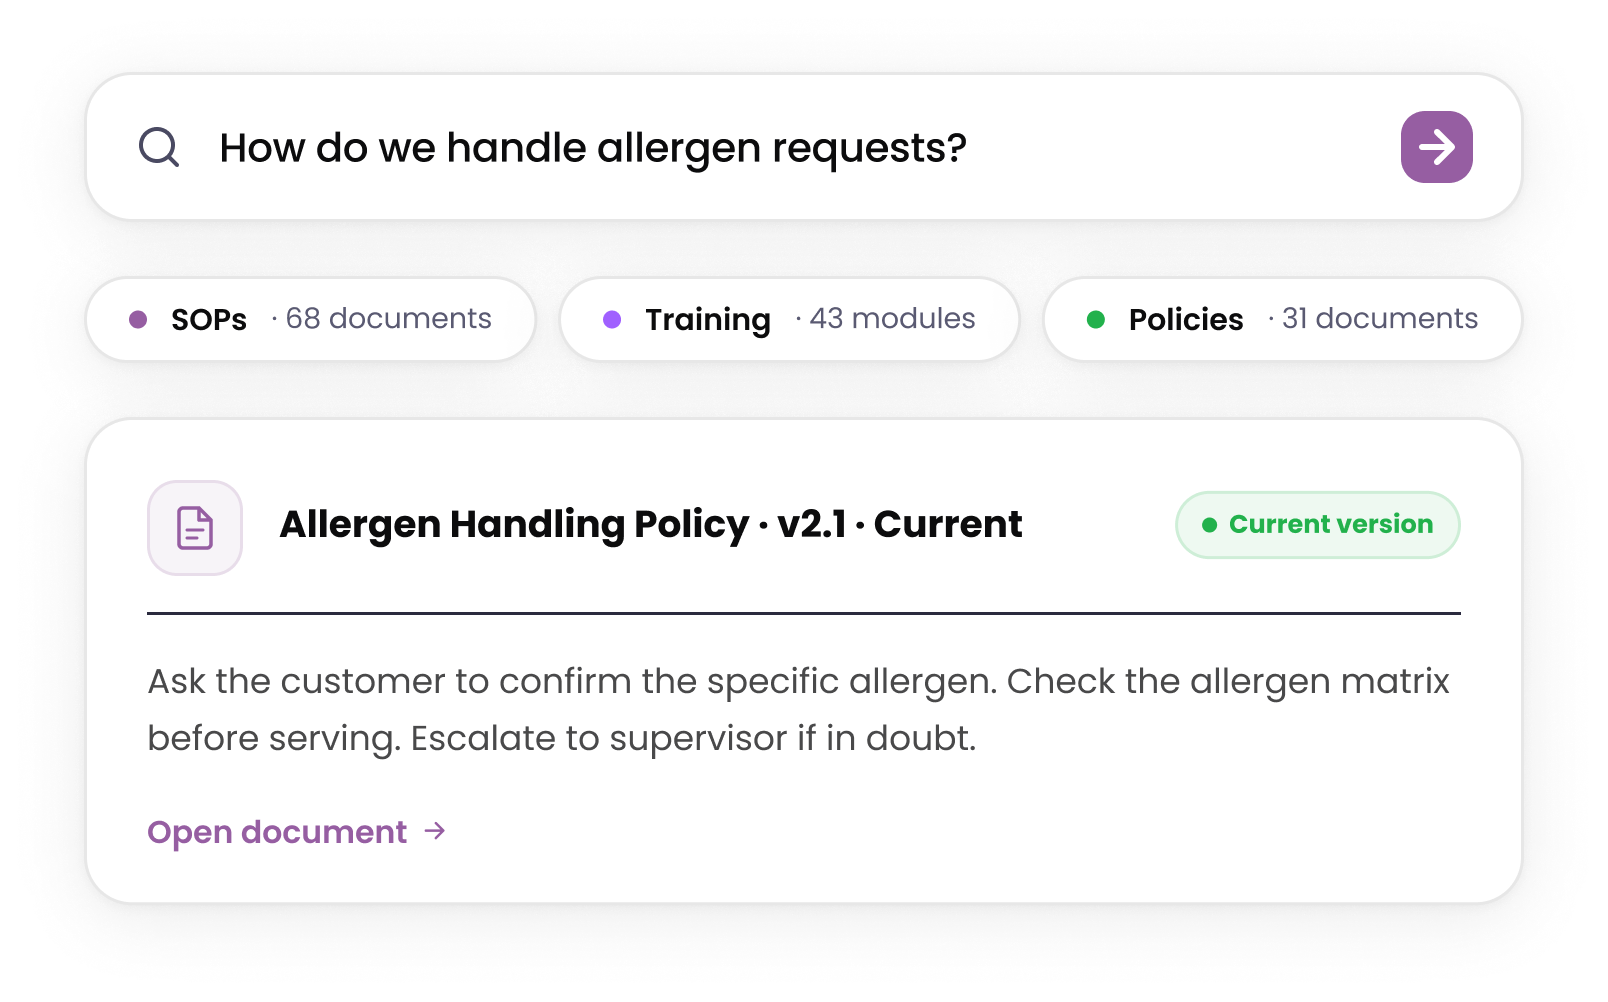 How do we handle allergen requests?
SOPs · 68 documents
Training · 43 modules
Policies · 31 documents
Allergen Handling Policy · v2.1 · Current
Current version
Ask the customer to confirm the specific allergen. Check the allergen matrix
before serving. Escalate to supervisor if in doubt.
Open document →